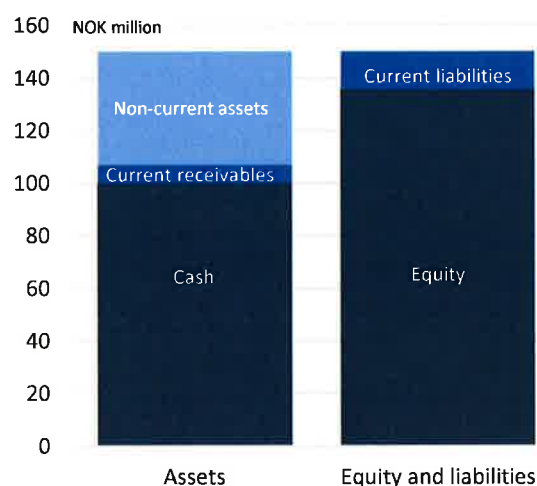 160 NOK million
140
120
100
80
60
40
20
0
Non-current assets
Current receivables
Cash
Current liabilities
Equity
Assets Equity and liabilities